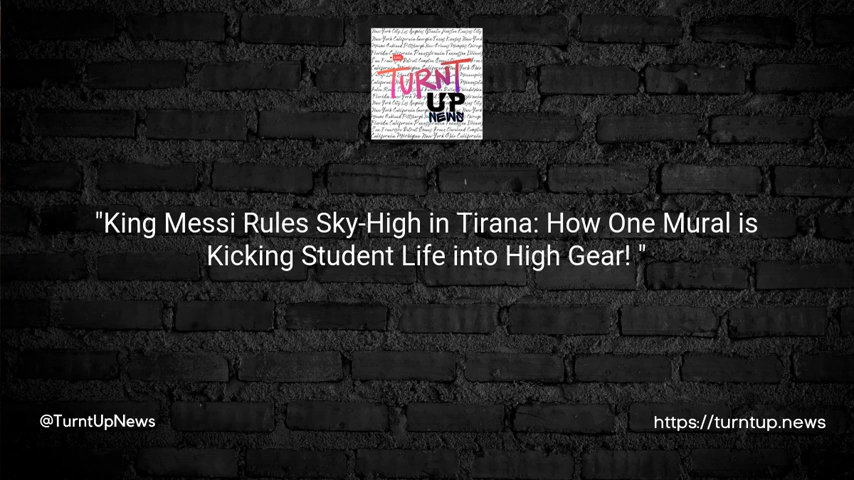 TURNT
UP
NEWS
"King Messi Rules Sky-High in Tirana: How One Mural is
Kicking Student Life into High Gear! "
@TurntUpNews
https://turntup.news